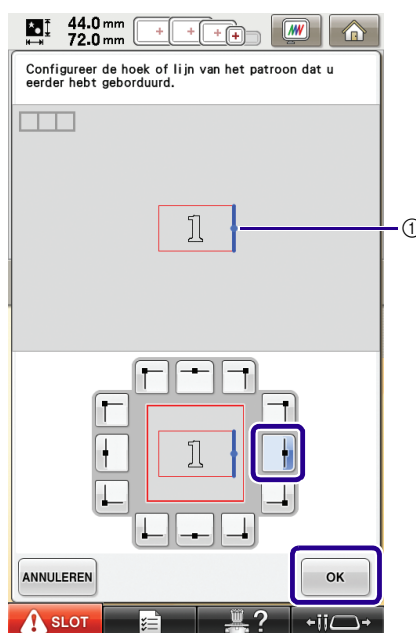 44.0 mm
72.0 mm
Configureer de hoek of lijn van het patroon dat u
eerder hebt geborduurd.
1
①
1
ANNULEREN
OK
SLOT
?